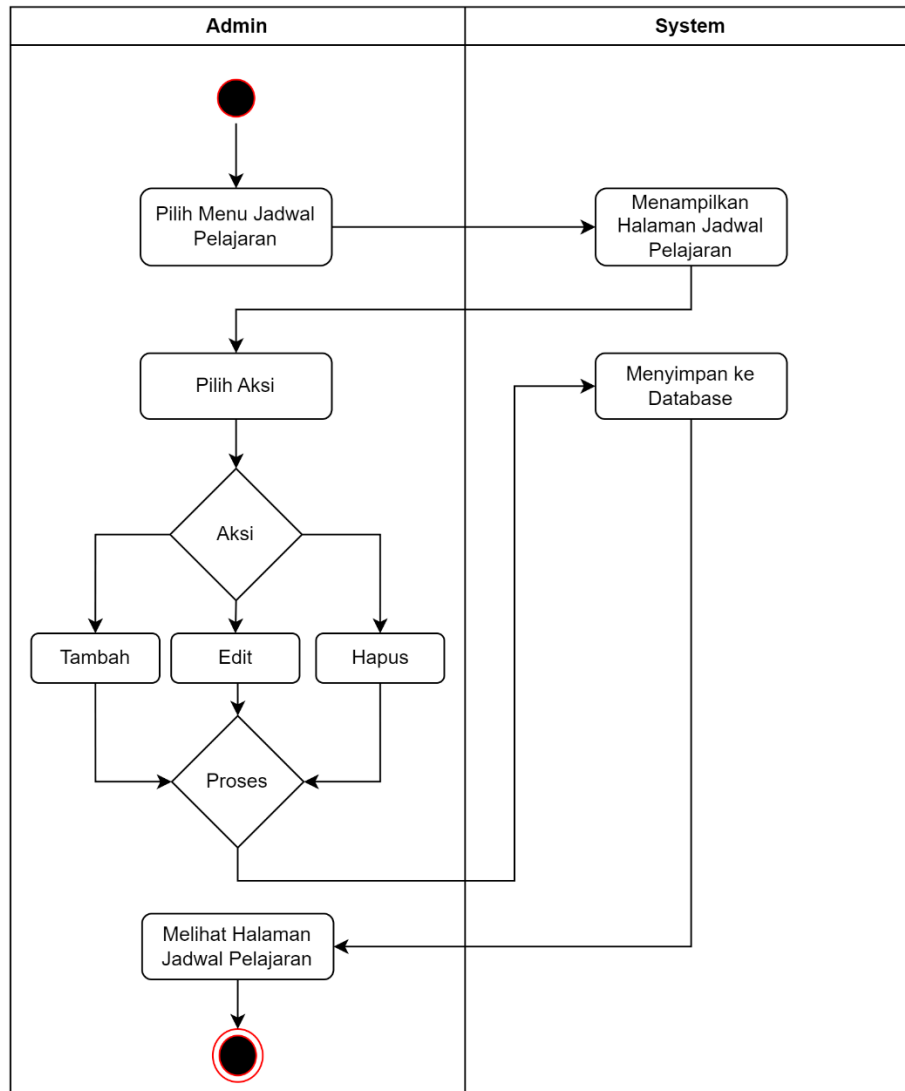 Admin
System
Pilih Menu Jadwal
Pelajaran
Menampilkan
Halaman Jadwal
Pelajaran
Pilih Aksi
Menyimpan ke
Database
Aksi
Tambah
Edit
Hapus
Proses
Melihat Halaman
Jadwal Pelajaran